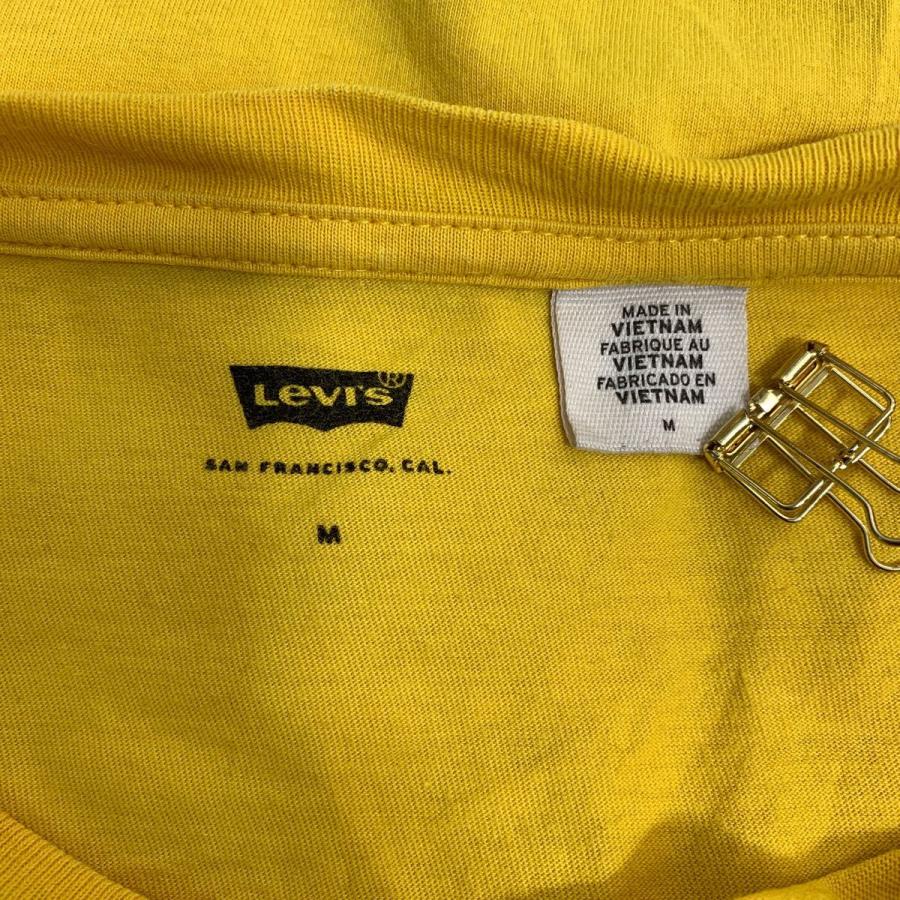 LEVI'S®
SAN FRANCISCO, CAL.
M
MADE IN
VIETNAM
FABRIQUE AU
VIETNAM
FABRICADO EN
VIETNAM
M